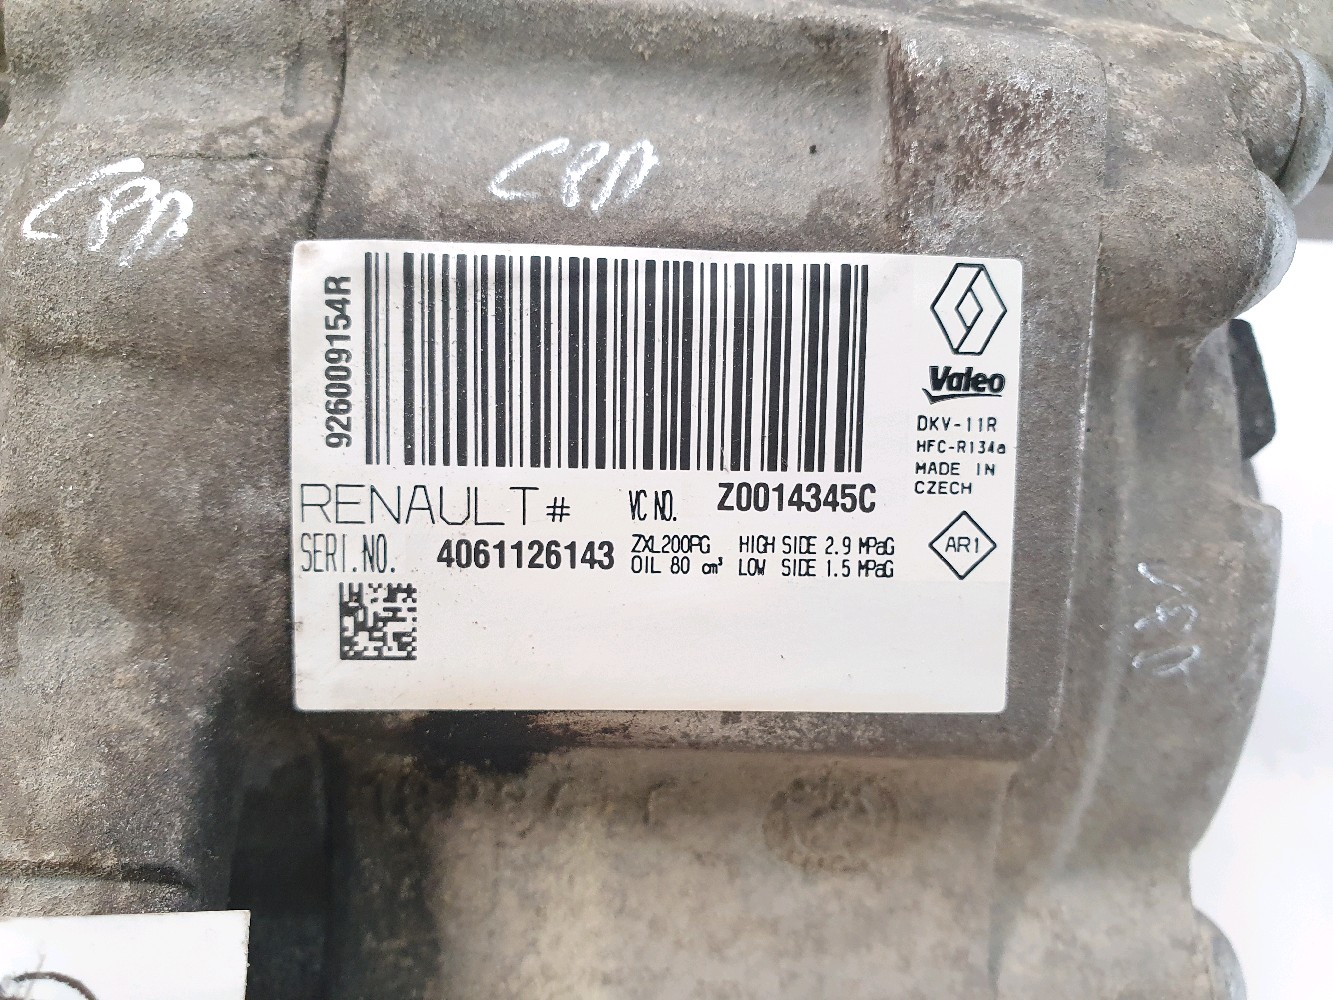 926009154R
Valeo
DKV-11R
HFC-R134a
MADE IN
CZECH
RENAULT # VC NO. Z0014345C
SERI.NO. 4061126143 ZXL200PG HIGH SIDE 2.9 MPaG
OIL 80 cm³ LOW SIDE 1.5 MPaG
AR1